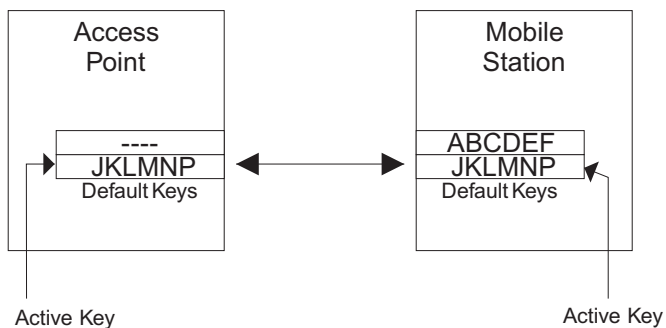 Access
Point
----
JKLMNP
Default Keys
Active Key
Mobile
Station
ABCDEF
JKLMNP
Default Keys
Active Key